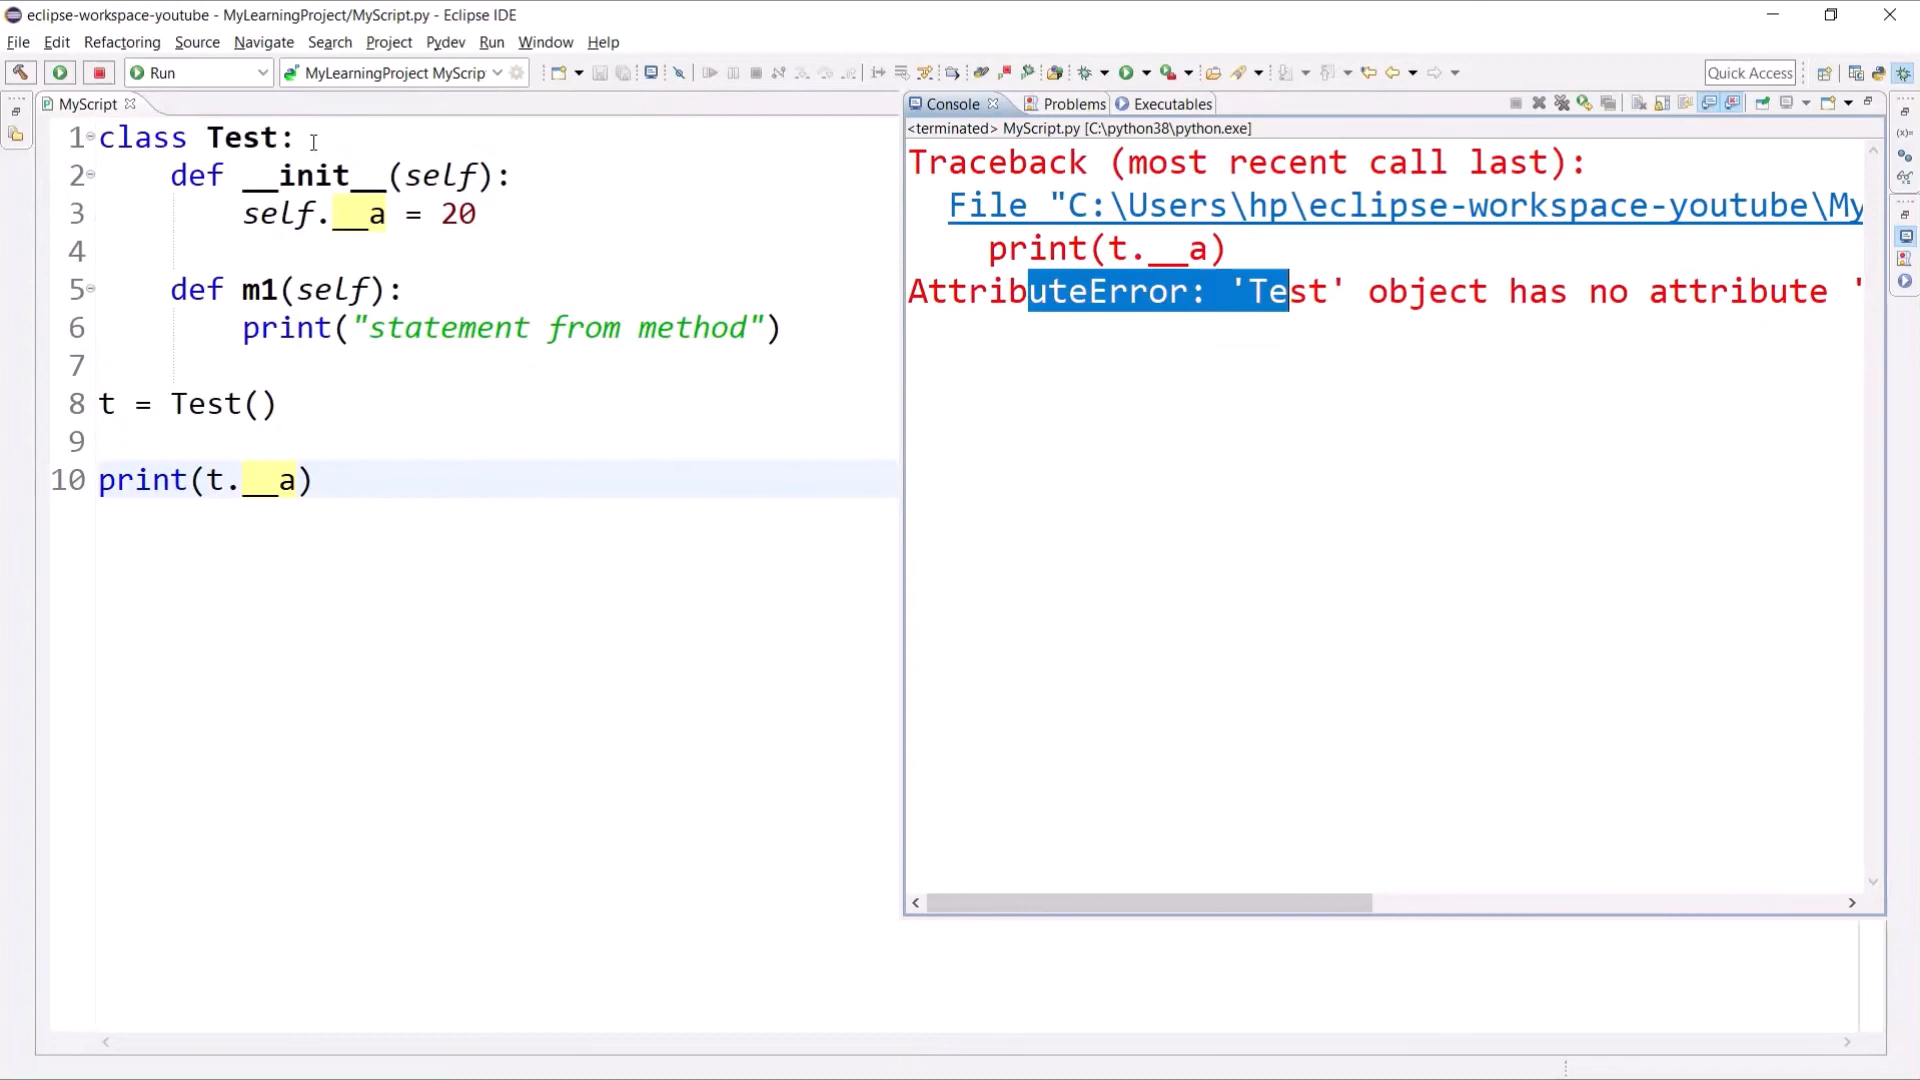 eclipse-workspace-youtube - MyLearningProject/MyScript.py - Eclipse IDE
File Edit Refactoring Source Navigate Search Project Pydev Run Window Help
Run MyLearningProject MyScrip Quick Access
MyScript
1 class Test:
2 def __init__(self):
3 self.__a = 20
4
5 def m1(self):
6 print("statement from method")
7
8 t = Test()
9
10 print(t.__a)
Console Problems Executables
<terminated> MyScript.py [C:\python38\python.exe]
Traceback (most recent call last):
File "C:\Users\hp\eclipse-workspace-youtube\My
print(t.__a)
AttributeError: 'Test' object has no attribute '